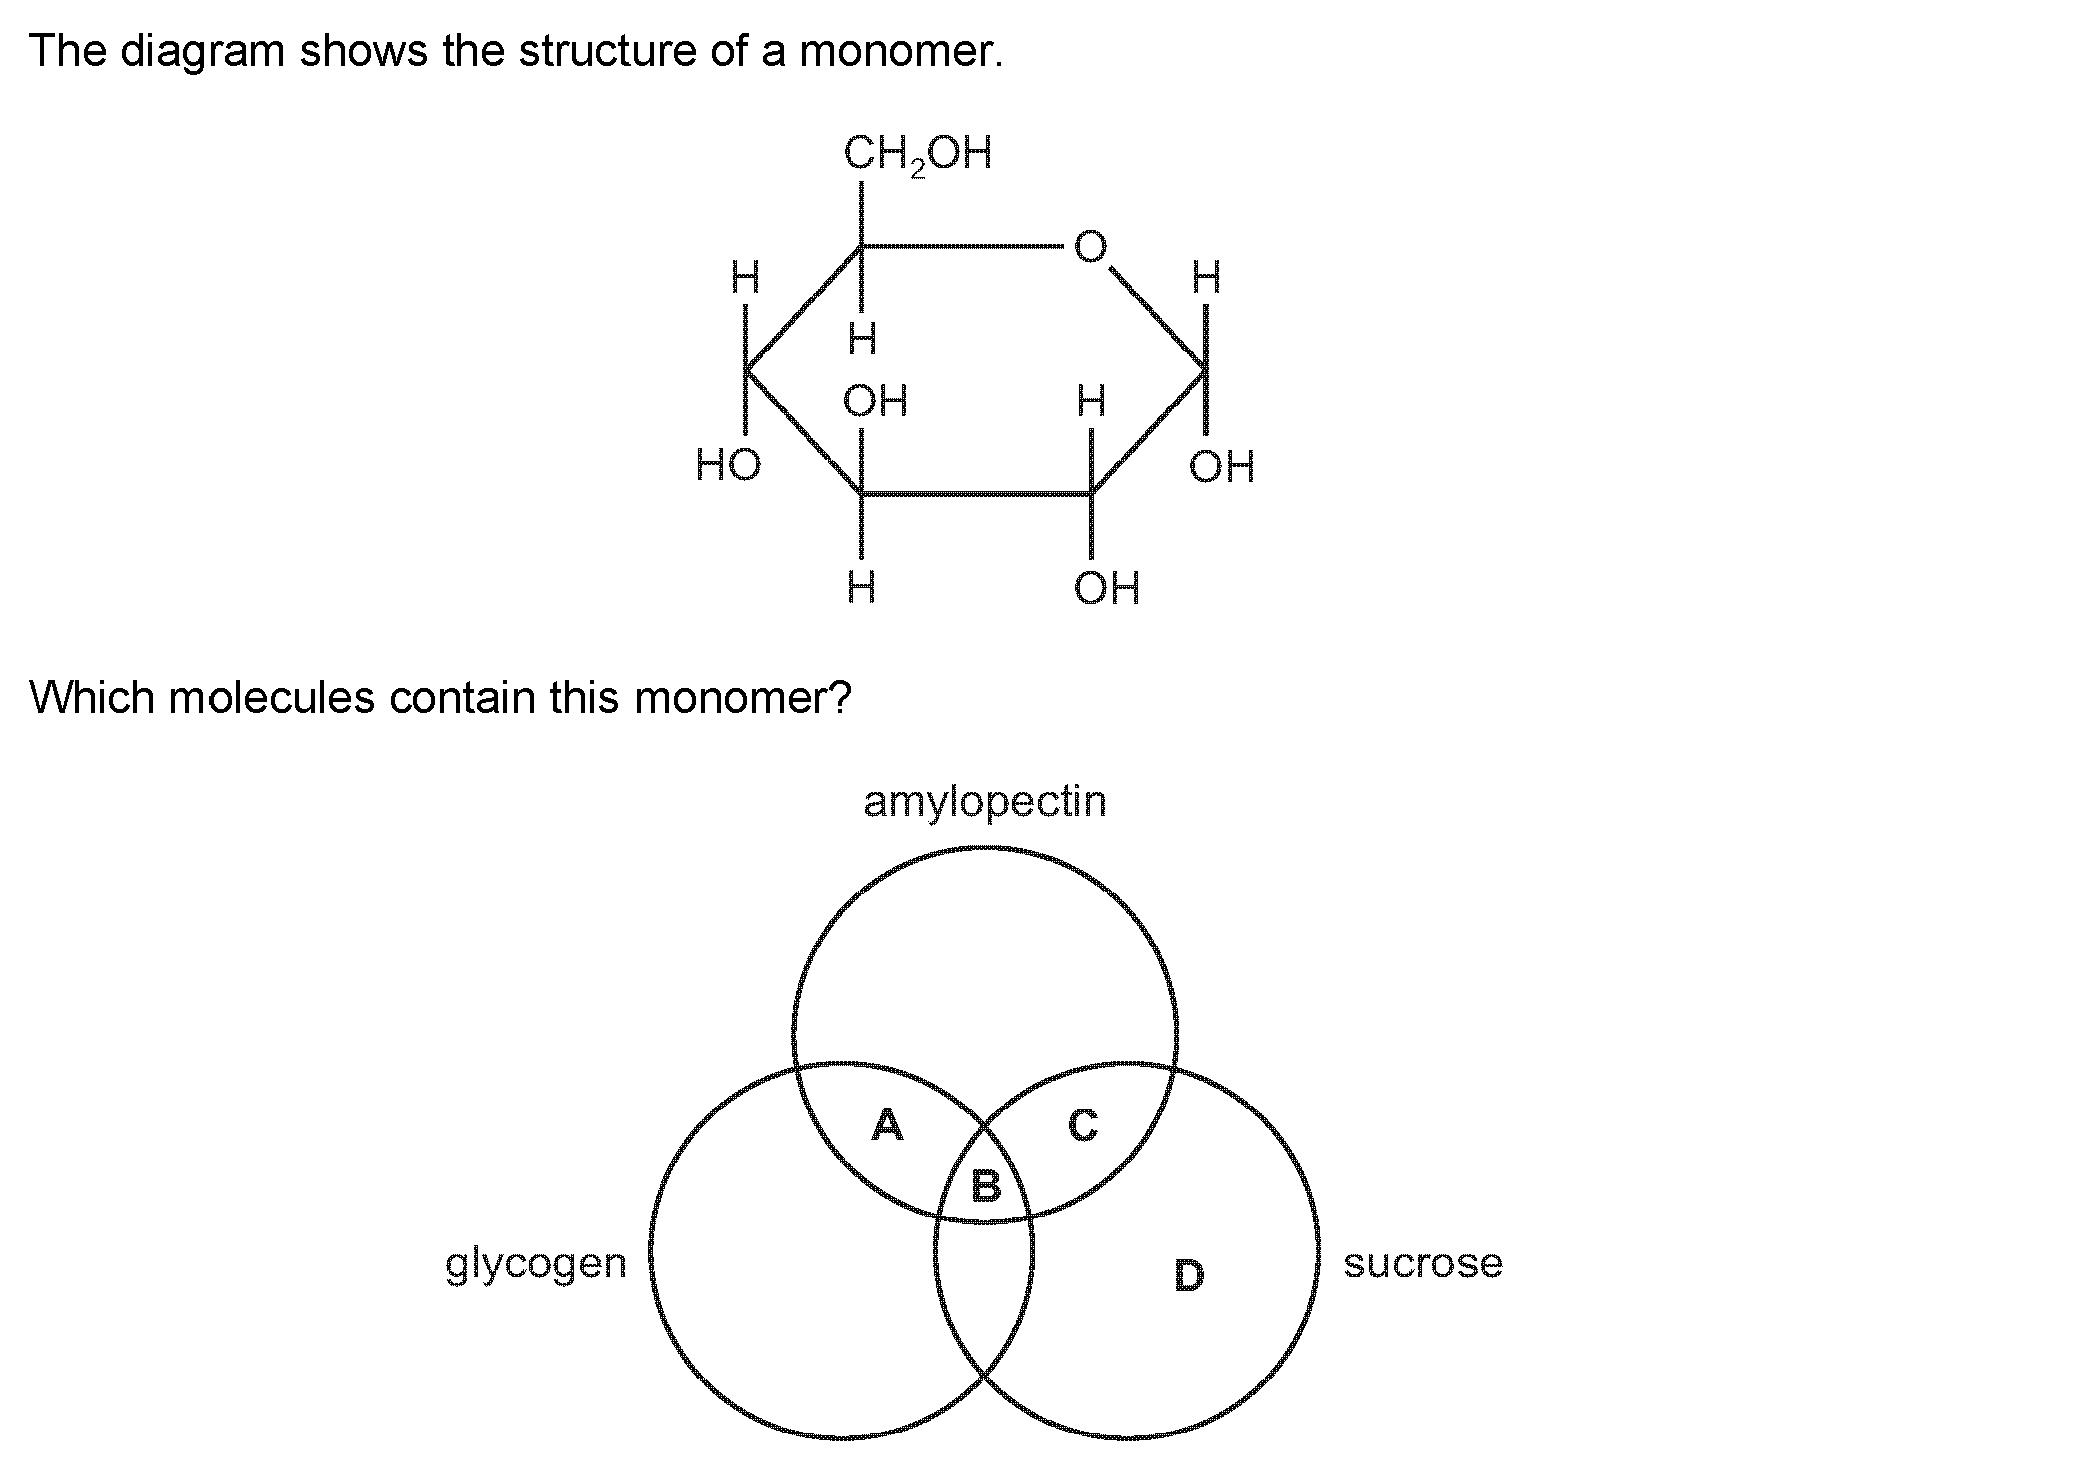 The diagram shows the structure of a monomer.
CH₂OH
O
H
H
H
OH
H
HO
OH
H
OH
Which molecules contain this monomer?
amylopectin
A
C
B
glycogen
D
sucrose